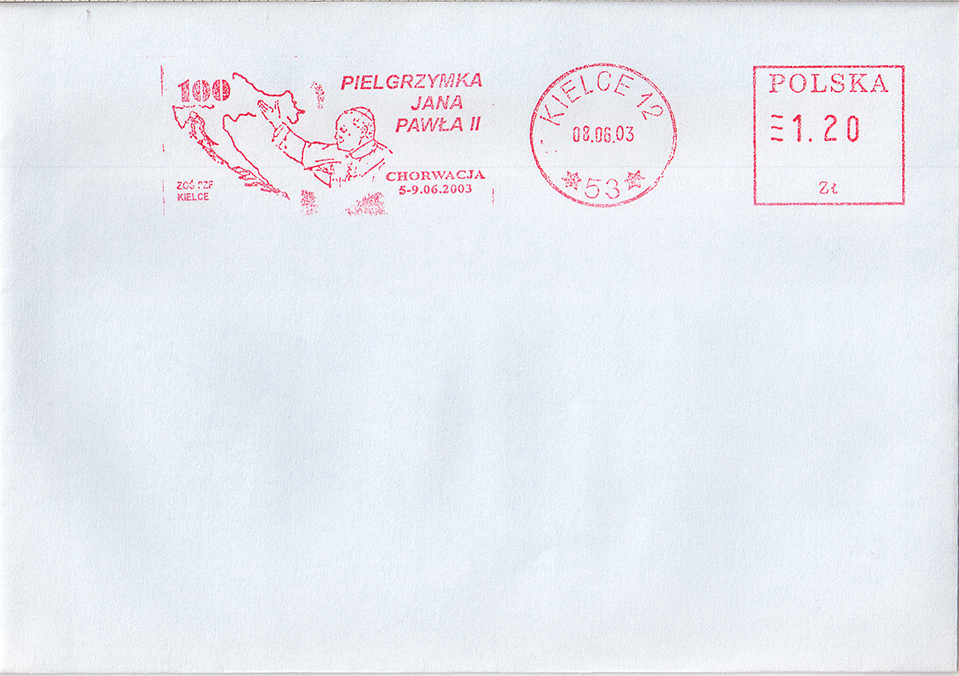 100
PIELGRZYMKA
JANA
PAWŁA II
CHORWACJA
5-9.06.2003
ZOŚ PZF
KIELCE
KIELCE 12
08.06.03
53
POLSKA
1.20
Zł